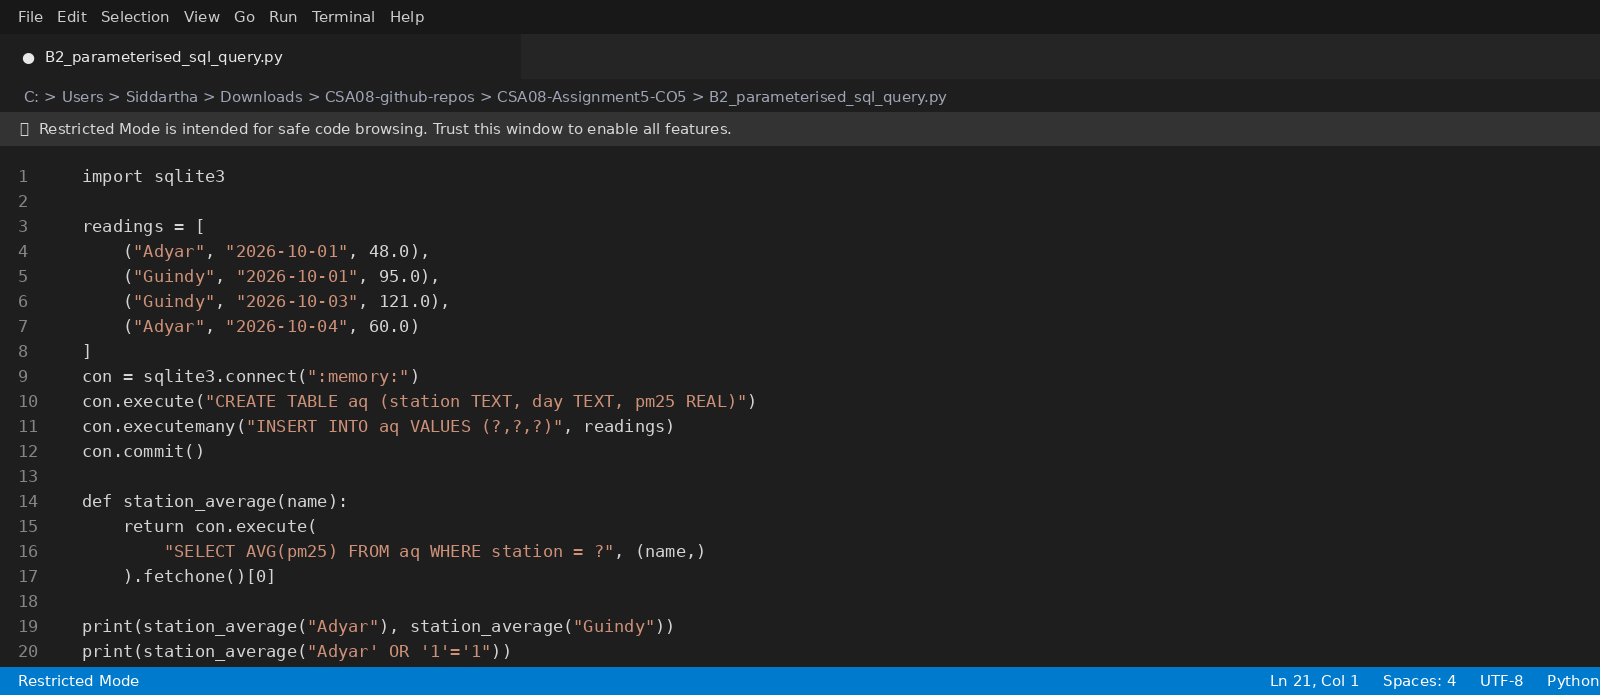 File Edit Selection View Go Run Terminal Help
● B2_parameterised_sql_query.py
C: > Users > Siddartha > Downloads > CSA08-github-repos > CSA08-Assignment5-CO5 > B2_parameterised_sql_query.py
Restricted Mode is intended for safe code browsing. Trust this window to enable all features.
1 import sqlite3
2
3 readings = [
4     ("Adyar", "2026-10-01", 48.0),
5     ("Guindy", "2026-10-01", 95.0),
6     ("Guindy", "2026-10-03", 121.0),
7     ("Adyar", "2026-10-04", 60.0)
8 ]
9 con = sqlite3.connect(":memory:")
10 con.execute("CREATE TABLE aq (station TEXT, day TEXT, pm25 REAL)")
11 con.executemany("INSERT INTO aq VALUES (?,?,?)", readings)
12 con.commit()
13
14 def station_average(name):
15     return con.execute(
16         "SELECT AVG(pm25) FROM aq WHERE station = ?", (name,)
17     ).fetchone()[0]
18
19 print(station_average("Adyar"), station_average("Guindy"))
20 print(station_average("Adyar' OR '1'='1"))
Restricted Mode Ln 21, Col 1 Spaces: 4 UTF-8 Python